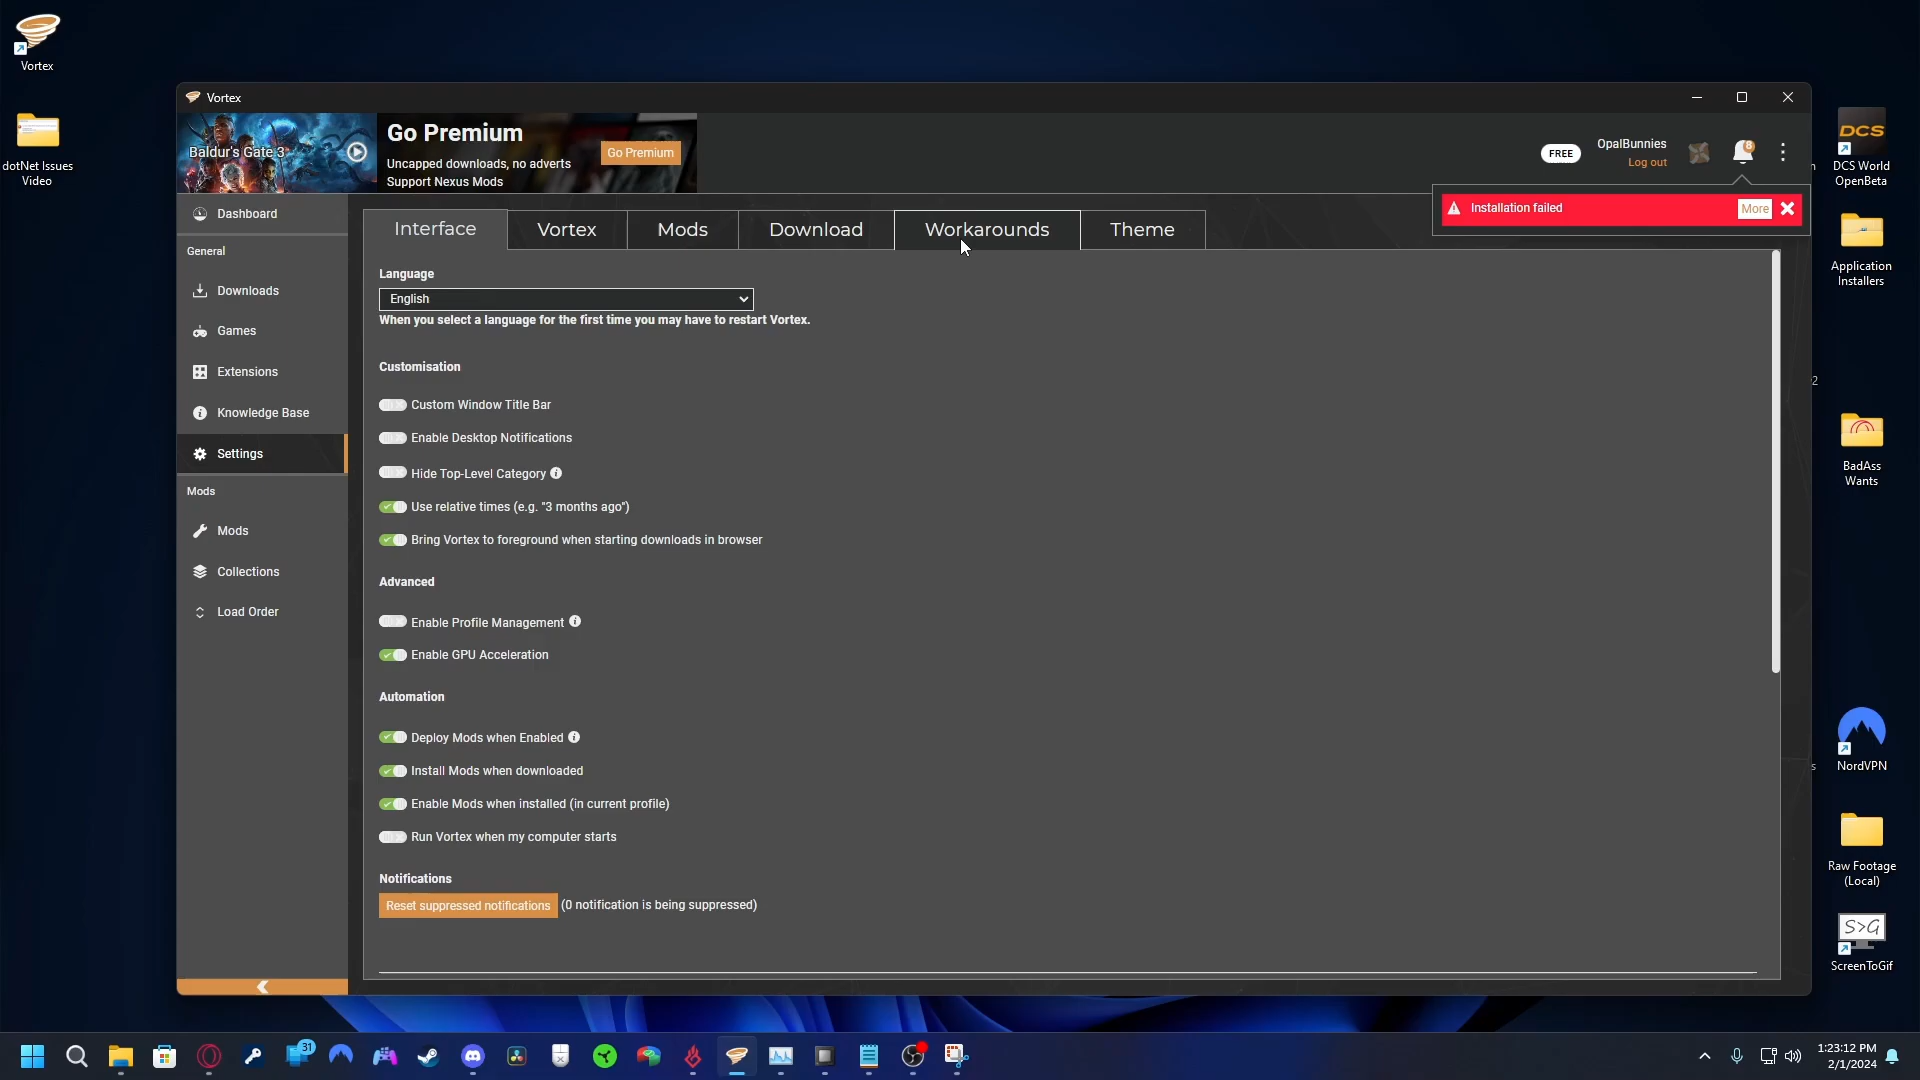 Vortex
dotNet Issues
Video
Vortex
Baldur's Gate 3
Go Premium
Uncapped downloads, no adverts
Support Nexus Mods
Go Premium
FREE
OpalBunnies
Log out
8
Installation failed
More
Dashboard
General
Downloads
Games
Extensions
Knowledge Base
Settings
Mods
Mods
Collections
Load Order
Interface
Vortex
Mods
Download
Workarounds
Theme
Language
English
When you select a language for the first time you may have to restart Vortex.
Customisation
Custom Window Title Bar
Enable Desktop Notifications
Hide Top-Level Category
Use relative times (e.g. "3 months ago")
Bring Vortex to foreground when starting downloads in browser
Advanced
Enable Profile Management
Enable GPU Acceleration
Automation
Deploy Mods when Enabled
Install Mods when downloaded
Enable Mods when installed (in current profile)
Run Vortex when my computer starts
Notifications
Reset suppressed notifications (0 notification is being suppressed)
DCS
DCS World
OpenBeta
Application
Installers
BadAss
Wants
NordVPN
Raw Footage
(Local)
S>G
ScreenToGif
31
1:23:12 PM
2/1/2024